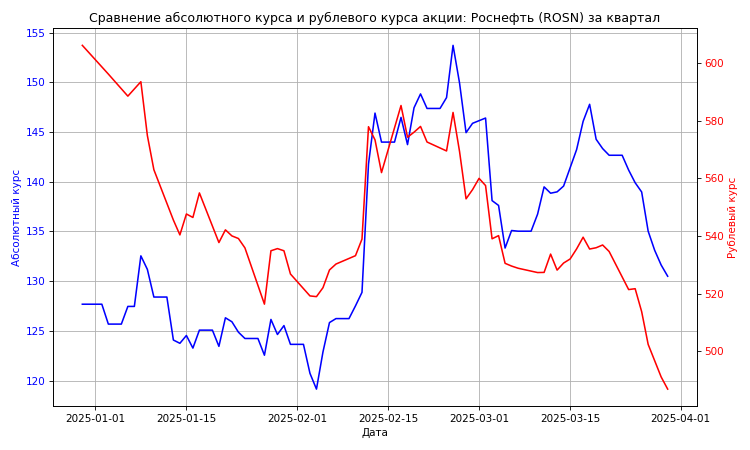 Сравнение абсолютного курса и рублевого курса акции: Роснефть (ROSN) за квартал
155
150
145
140
135
130
125
120
Абсолютный курс
600
580
560
540
520
500
Рублевый курс
2025-01-01 2025-01-15 2025-02-01 2025-02-15 2025-03-01 2025-03-15 2025-04-01
Дата